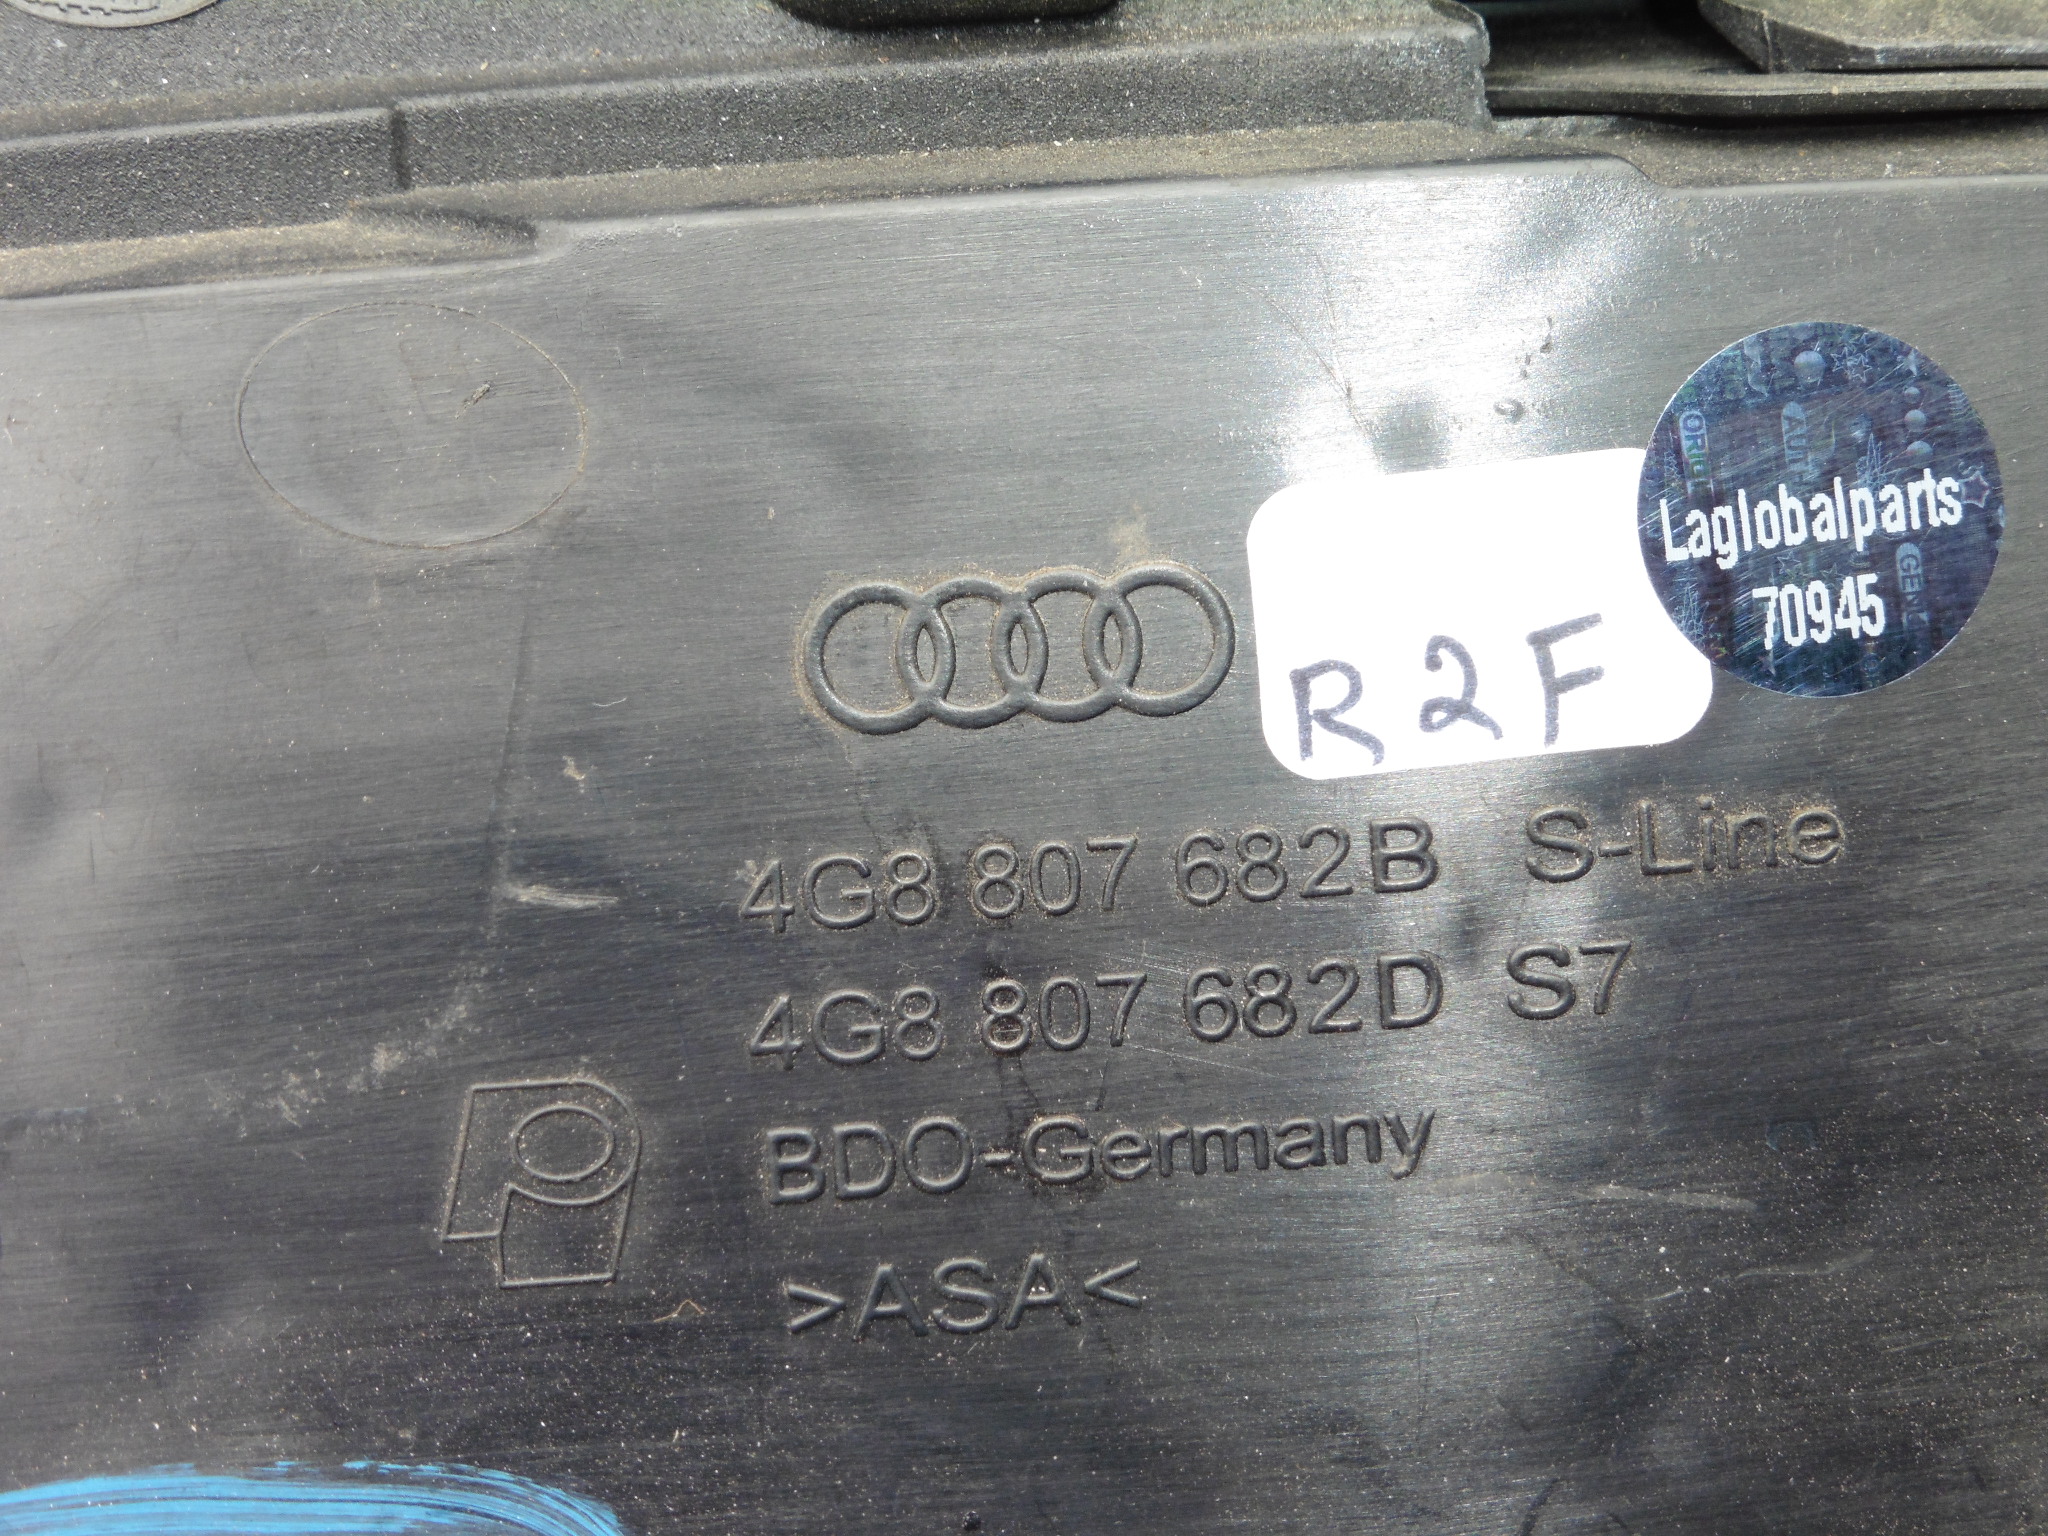 Laglobalparts
70945
R2F
4G8 807 682B S-Line
4G8 807 682D S7
BDO-Germany
>ASA<